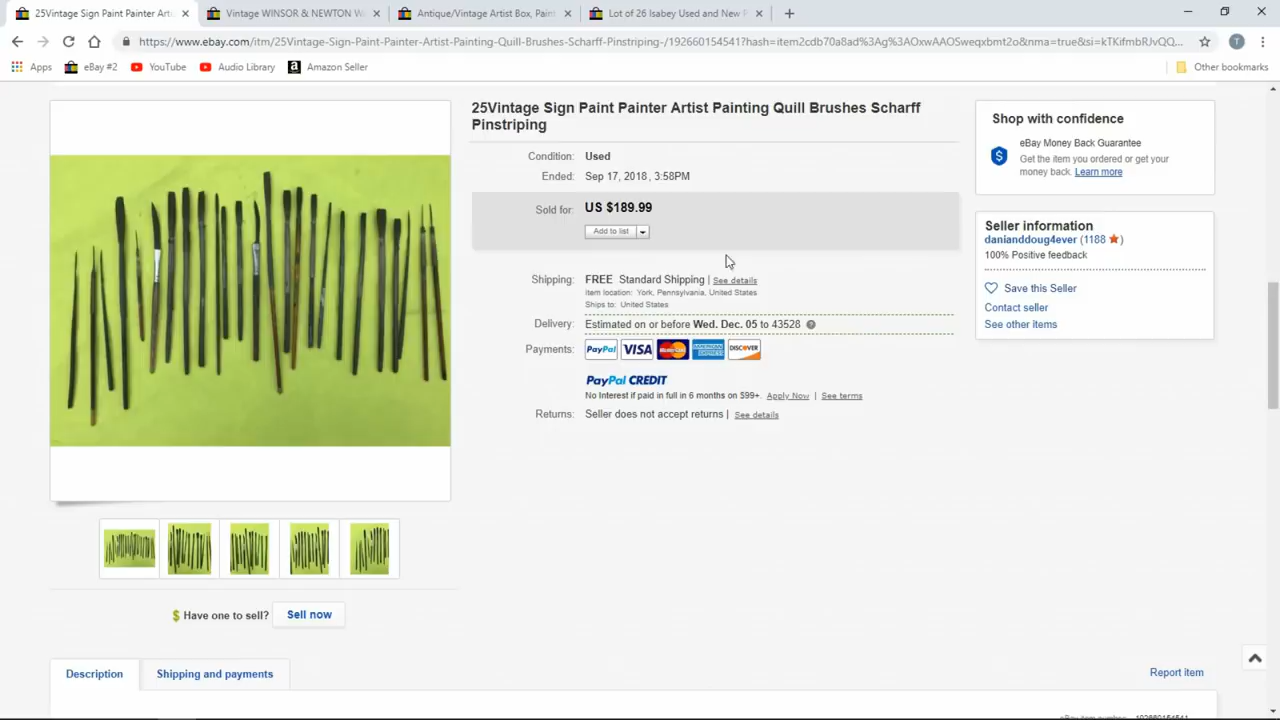 25Vintage Sign Paint Painter Arti
Vintage WINSOR & NEWTON W
Antique/Vintage Artist Box, Pain
Lot of 26 Isabey Used and New P
https://www.ebay.com/itm/25Vintage-Sign-Paint-Painter-Artist-Painting-Quill-Brushes-Scharff-Pinstriping-/192660154541?hash=item2cdb70a8ad%3Ag%3AOxwAAOSweqxbmt2o&nma=true&si=kTKifmbRJvQQ...
T
Apps
eBay #2
YouTube
Audio Library
Amazon Seller
Other bookmarks
25Vintage Sign Paint Painter Artist Painting Quill Brushes Scharff
Pinstriping
Condition: Used
Ended: Sep 17, 2018 , 3:58PM
Sold for: US $189.99
Add to list
Shipping: FREE Standard Shipping | See details
Item location: York, Pennsylvania, United States
Ships to: United States
Delivery: Estimated on or before Wed. Dec. 05 to 43528
Payments: PayPal VISA MasterCard AMERICAN EXPRESS DISCOVER
PayPal CREDIT
No Interest if paid in full in 6 months on $99+. Apply Now | See terms
Returns: Seller does not accept returns | See details
Shop with confidence
eBay Money Back Guarantee
Get the item you ordered or get your
money back. Learn more
Seller information
danianddoug4ever (1188 )
100% Positive feedback
Save this Seller
Contact seller
See other items
$ Have one to sell? Sell now
Description
Shipping and payments
Report item
eBay item number: 192660154541